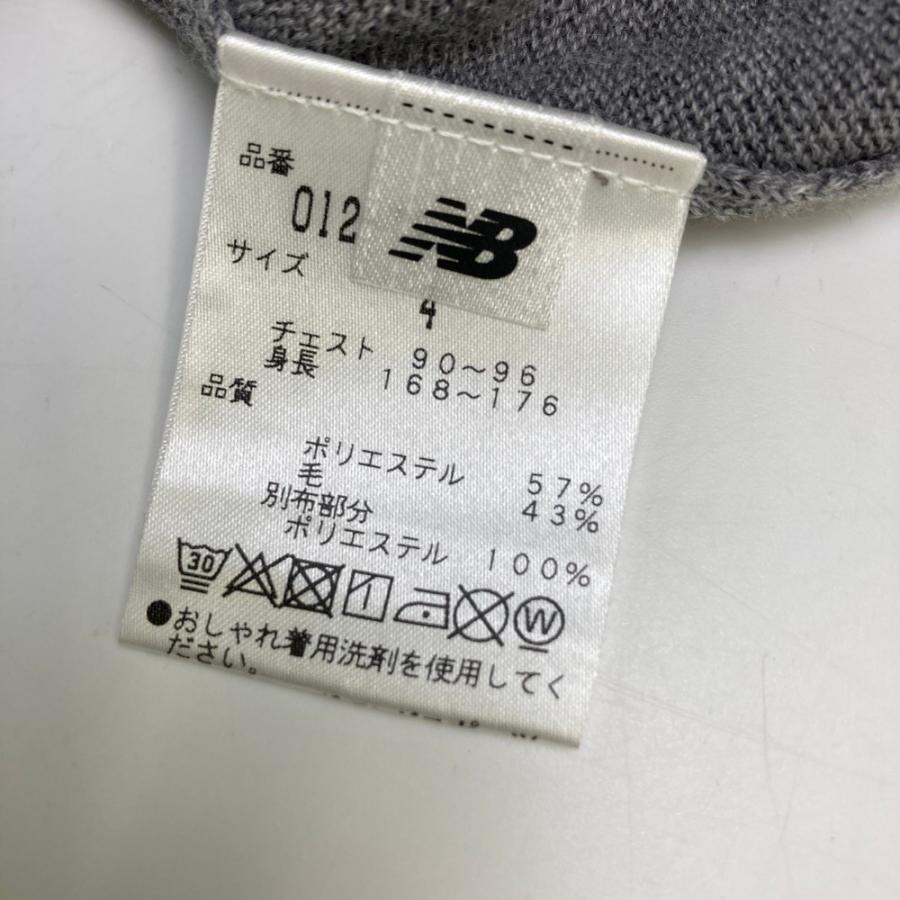 品番
012
NB
サイズ
4
チェスト 90～96
身長 168～176
品質
ポリエステル 57%
毛 43%
別布部分
ポリエステル 100%
30
W
●おしゃれ着用洗剤を使用してく
ださい。